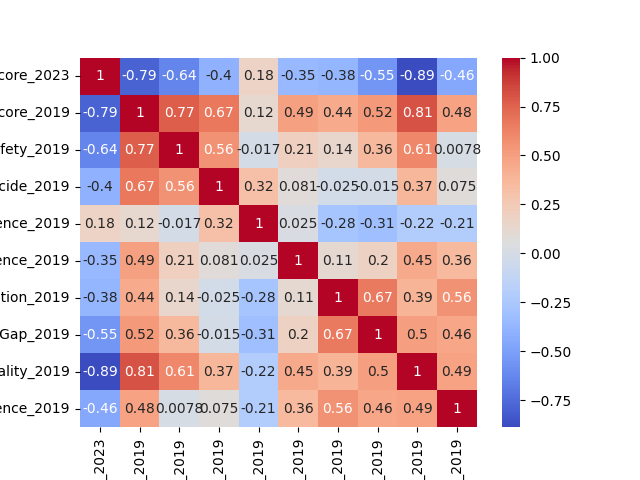 core_2023 1 -0.79 -0.64 -0.4 0.18 -0.35 -0.38 -0.55 -0.89 -0.46
core_2019 -0.79 1 0.77 0.67 0.12 0.49 0.44 0.52 0.81 0.48
fety_2019 -0.64 0.77 1 0.56 -0.017 0.21 0.14 0.36 0.61 0.0078
cide_2019 -0.4 0.67 0.56 1 0.32 0.081 -0.025 -0.015 0.37 0.075
ence_2019 0.18 0.12 -0.017 0.32 1 0.025 -0.28 -0.31 -0.22 -0.21
ence_2019 -0.35 0.49 0.21 0.081 0.025 1 0.11 0.2 0.45 0.36
tion_2019 -0.38 0.44 0.14 -0.025 -0.28 0.11 1 0.67 0.39 0.56
Gap_2019 -0.55 0.52 0.36 -0.015 -0.31 0.2 0.67 1 0.5 0.46
ality_2019 -0.89 0.81 0.61 0.37 -0.22 0.45 0.39 0.5 1 0.49
ence_2019 -0.46 0.48 0.0078 0.075 -0.21 0.36 0.56 0.46 0.49 1
_2023 _2019 _2019 _2019 _2019 _2019 _2019 _2019 _2019 _2019
1.00
0.75
0.50
0.25
0.00
−0.25
−0.50
−0.75